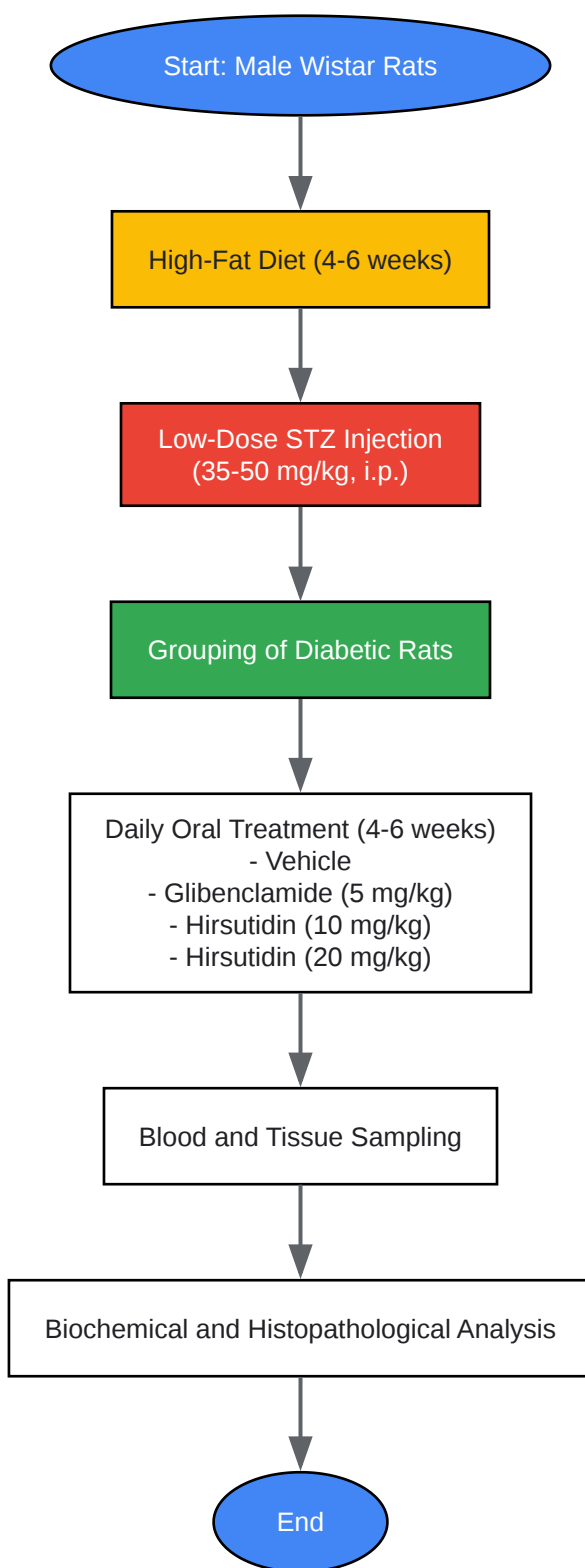 Start: Male Wistar Rats
High-Fat Diet (4-6 weeks)
Low-Dose STZ Injection
(35-50 mg/kg, i.p.)
Grouping of Diabetic Rats
Daily Oral Treatment (4-6 weeks)
- Vehicle
- Glibenclamide (5 mg/kg)
- Hirsutidin (10 mg/kg)
- Hirsutidin (20 mg/kg)
Blood and Tissue Sampling
Biochemical and Histopathological Analysis
End